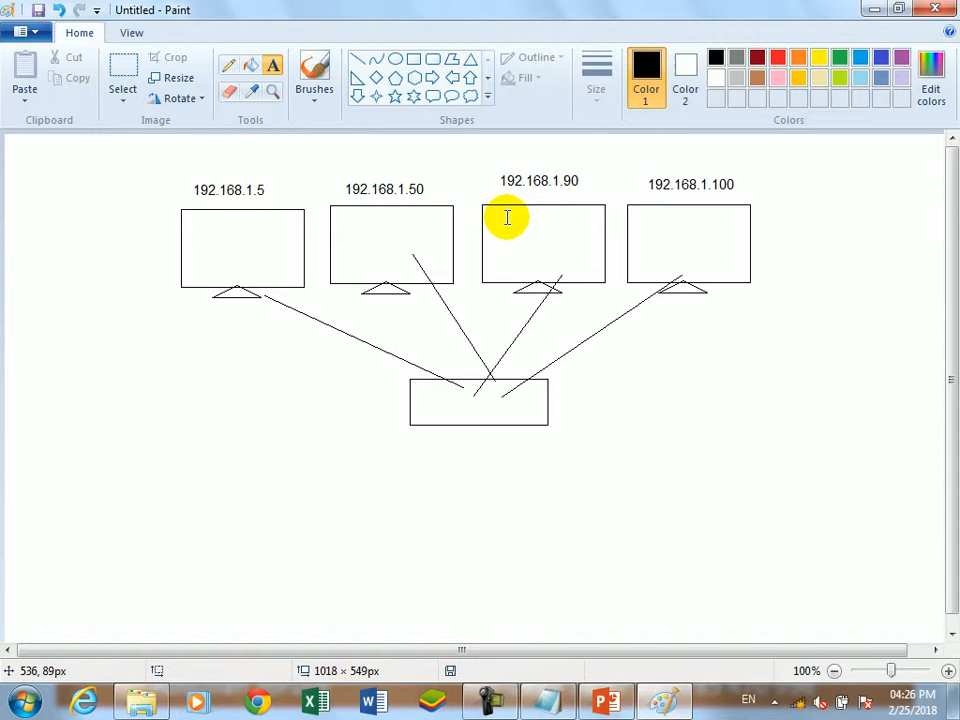 Untitled - Paint
Home
View
Paste
Cut
Copy
Clipboard
Select
Crop
Resize
Rotate
Image
A
Tools
Brushes
Outline
Fill
Shapes
Size
Color
1
Color
2
Edit
colors
Colors
192.168.1.5
192.168.1.50
192.168.1.90
192.168.1.100
536, 89px
1018 × 549px
100%
EN
04:26 PM
2/25/2018